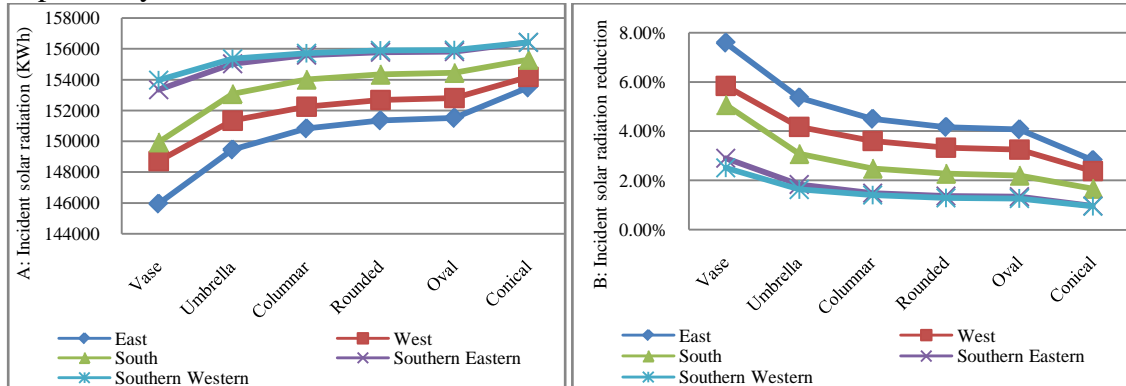 158000
156000
154000
152000
150000
148000
146000
144000
A: Incident solar radiation (KWh)
Vase
Umbrella
Columnar
Rounded
Oval
Conical
East
West
South
Southern Eastern
Southern Western
8.00%
6.00%
4.00%
2.00%
0.00%
B: Incident solar radiation reduction
Vase
Umbrella
Columnar
Rounded
Oval
Conical
East
West
South
Southern Eastern
Southern Western